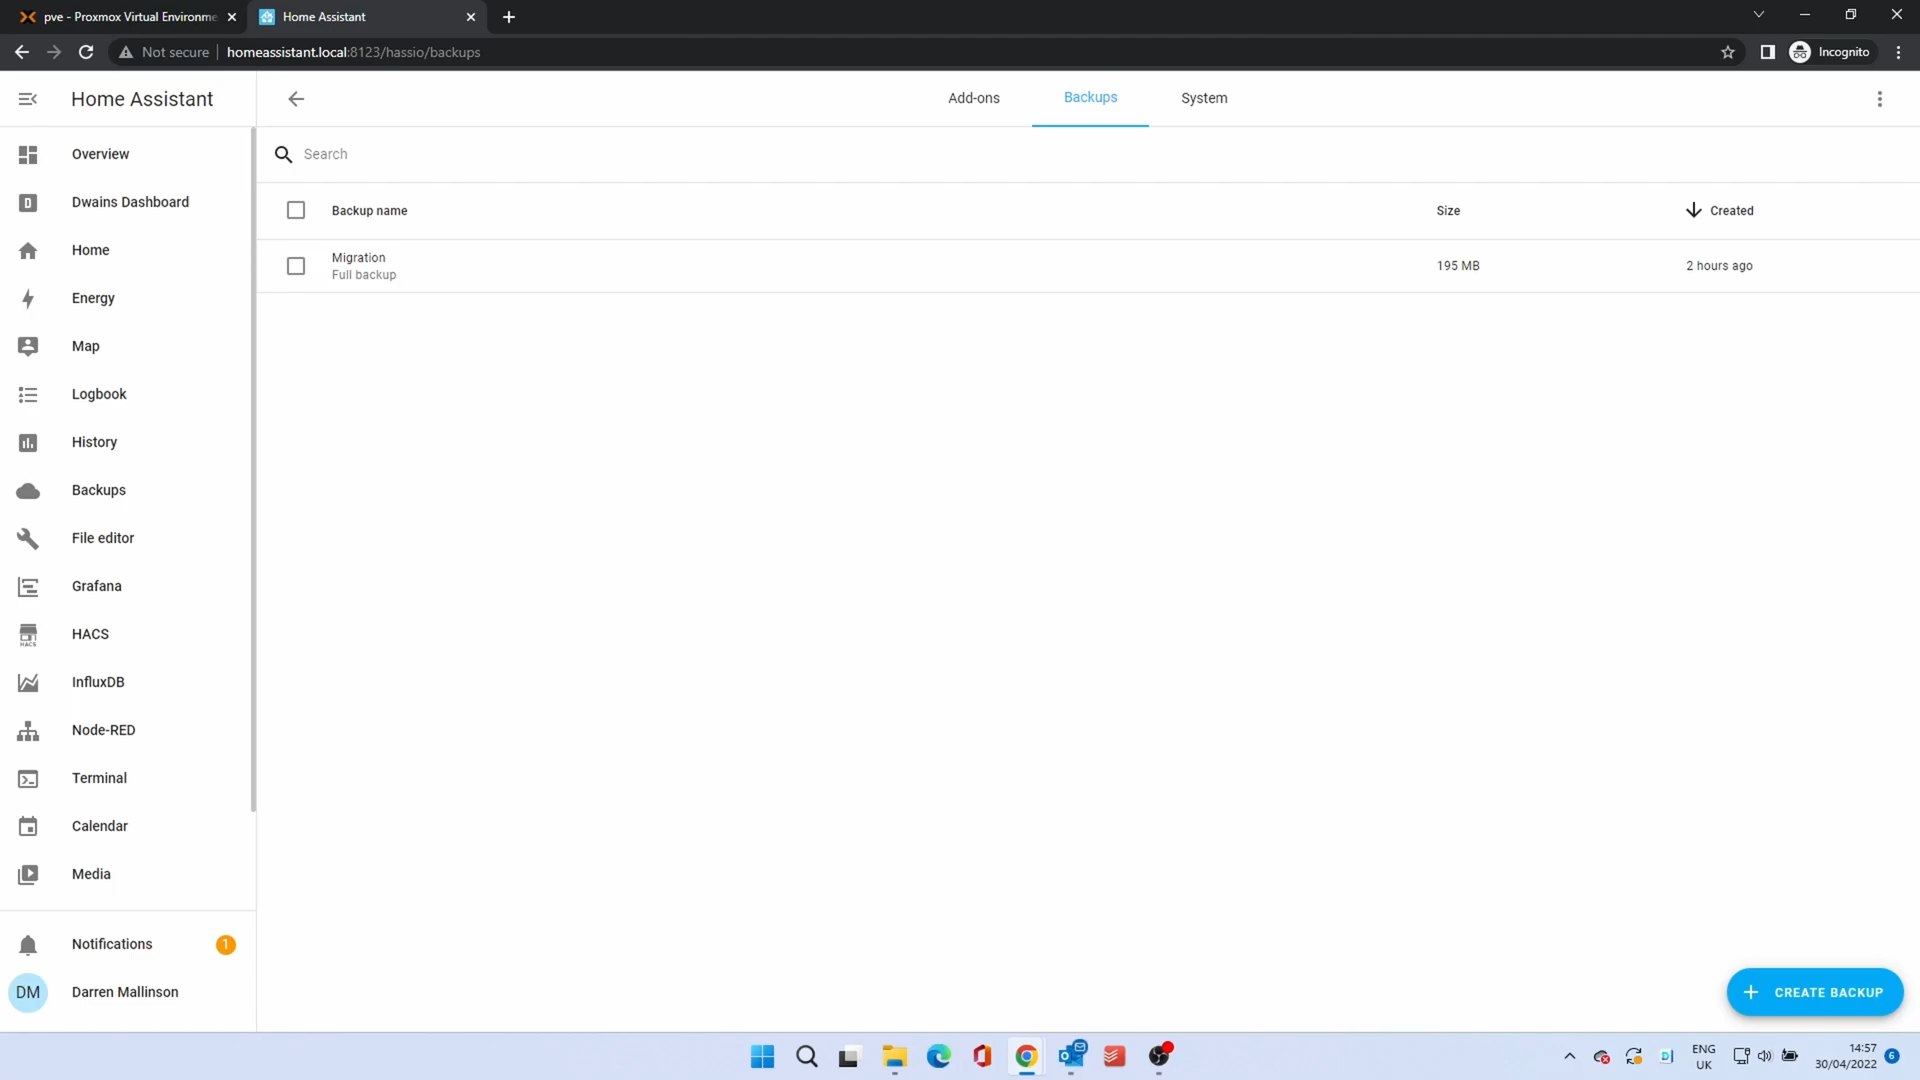 pve - Proxmox Virtual Environme
Home Assistant
Not secure
homeassistant.local:8123/hassio/backups
Incognito
Home Assistant
Add-ons
Backups
System
Overview
Dwains Dashboard
Home
Energy
Map
Logbook
History
Backups
File editor
Grafana
HACS
HACS
InfluxDB
Node-RED
Terminal
Calendar
Media
Notifications
1
DM
Darren Mallinson
Search
Backup name
Size
Created
Migration
Full backup
195 MB
2 hours ago
CREATE BACKUP
ENG
UK
14:57
30/04/2022
6